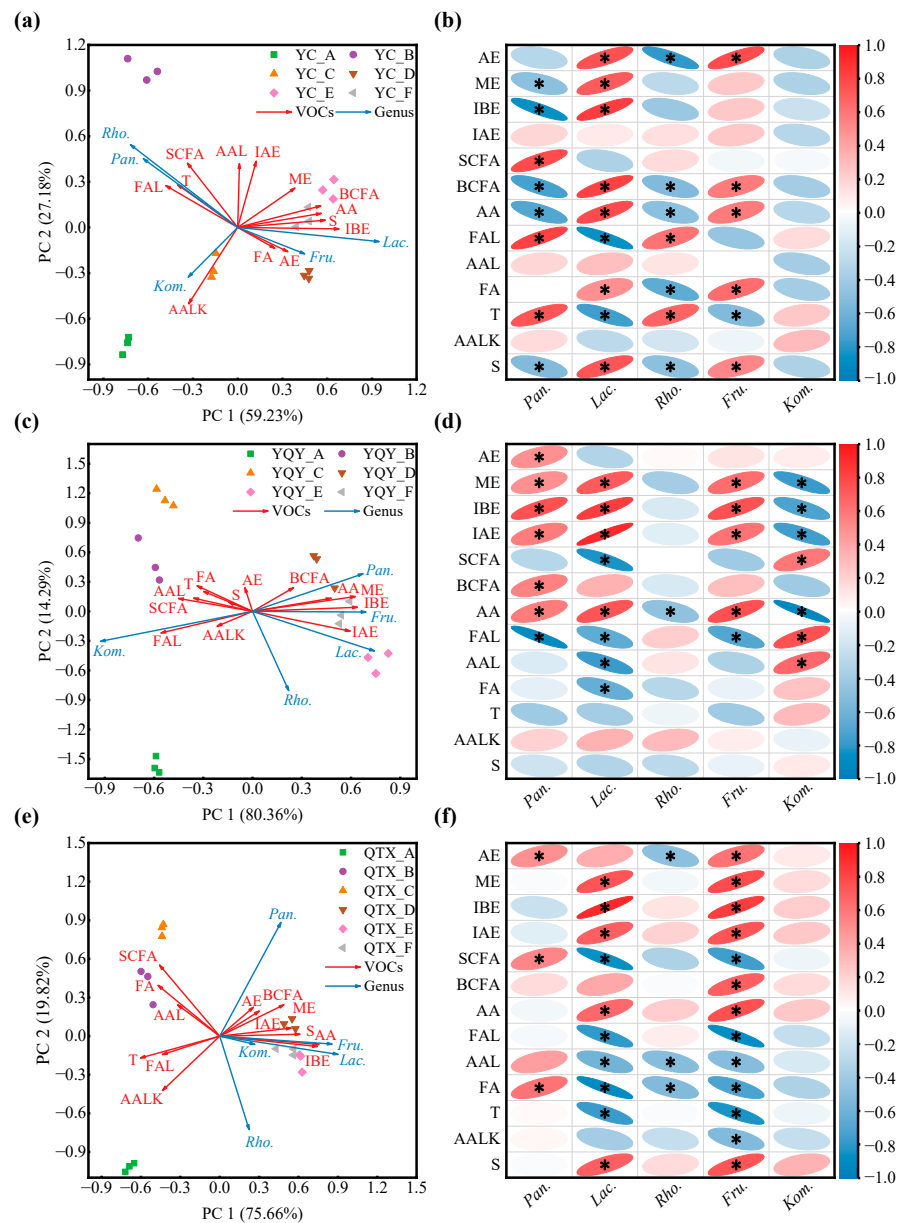 (a)
PC 2 (27.18%)
1.2
0.9
0.6
0.3
0.0
−0.3
−0.6
−0.9
YC_A YC_B
YC_C YC_D
YC_E YC_F
VOCs Genus
Rho.
Pan.
SCFA
AAL
IAE
FAL
T
ME
BCFA
AA
S
IBE
Lac.
FA
AE
Fru.
Kom.
AALK
−0.9 −0.6 −0.3 0.0 0.3 0.6 0.9 1.2
PC 1 (59.23%)
(b)
AE
ME
IBE
IAE
SCFA
BCFA
AA
FAL
AAL
FA
T
AALK
S
* * *
* *
* *
*
* * * *
* * * *
* * *
* * *
* * * *
* * * *
Pan. Lac. Rho. Fru. Kom.
1.0
0.8
0.6
0.4
0.2
0.0
−0.2
−0.4
−0.6
−0.8
−1.0
(c)
PC 2 (14.29%)
1.5
1.2
0.9
0.6
0.3
0.0
−0.3
−0.6
−0.9
−1.2
−1.5
YQY_A YQY_B
YQY_C YQY_D
YQY_E YQY_F
VOCs Genus
FA
T
AAL
SCFA
S
AE
BCFA
Pan.
AA
ME
IBE
Fru.
IAE
FAL
AALK
Kom.
Lac.
Rho.
−0.9 −0.6 −0.3 0.0 0.3 0.6 0.9
PC 1 (80.36%)
(d)
AE
ME
IBE
IAE
SCFA
BCFA
AA
FAL
AAL
FA
T
AALK
S
*
* * * *
* * * *
* * * *
* *
*
* * * * *
* * * *
* *
*
Pan. Lac. Rho. Fru. Kom.
1.0
0.8
0.6
0.4
0.2
0.0
−0.2
−0.4
−0.6
−0.8
−1.0
(e)
PC 2 (19.82%)
1.5
1.2
0.9
0.6
0.3
0.0
−0.3
−0.6
−0.9
QTX_A
QTX_B
QTX_C
QTX_D
QTX_E
QTX_F
VOCs
Genus
Pan.
SCFA
FA
AAL
AE
BCFA
ME
IAE
S
AA
Fru.
Kom.
IBE
Lac.
T
FAL
AALK
Rho.
−0.9 −0.6 −0.3 0.0 0.3 0.6 0.9 1.2
PC 1 (75.66%)
(f)
AE
ME
IBE
IAE
SCFA
BCFA
AA
FAL
AAL
FA
T
AALK
S
* * *
* *
* *
* *
* * *
*
* *
* *
* * *
* * * *
* *
*
* *
Pan. Lac. Rho. Fru. Kom.
1.0
0.8
0.6
0.4
0.2
0.0
−0.2
−0.4
−0.6
−0.8
−1.0